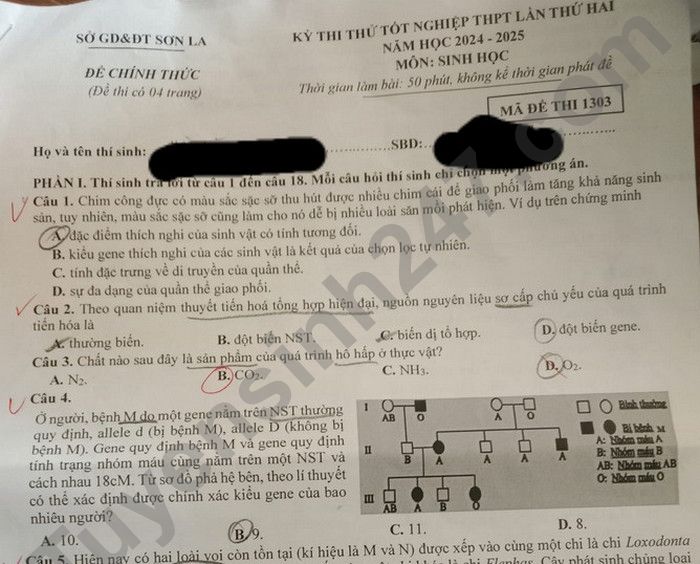 SỞ GD&ĐT SƠN LA
ĐỀ CHÍNH THỨC
(Đề thi có 04 trang)
KỲ THI THỬ TỐT NGHIỆP THPT LẦN THỨ HAI
NĂM HỌC 2024 - 2025
MÔN: SINH HỌC
Thời gian làm bài: 50 phút, không kể thời gian phát đề
MÃ ĐỀ THI 1303
Họ và tên thí sinh: SBD:
PHẦN I. Thí sinh trả lời từ câu 1 đến câu 18. Mỗi câu hỏi thí sinh chỉ chọn một phương án.
Câu 1. Chim công đực có màu sắc sặc sỡ thu hút được nhiều chim cái để giao phối làm tăng khả năng sinh
sản, tuy nhiên, màu sắc sặc sỡ cũng làm cho nó dễ bị nhiều loài săn mồi phát hiện. Ví dụ trên chứng minh
A. đặc điểm thích nghi của sinh vật có tính tương đối.
B. kiểu gene thích nghi của các sinh vật là kết quả của chọn lọc tự nhiên.
C. tính đặc trưng về di truyền của quần thể.
D. sự đa dạng của quần thể giao phối.
Câu 2. Theo quan niệm thuyết tiến hoá tổng hợp hiện đại, nguồn nguyên liệu sơ cấp chủ yếu của quá trình
tiến hóa là
A. thường biến. B. đột biến NST. C. biến dị tổ hợp. D. đột biến gene.
Câu 3. Chất nào sau đây là sản phẩm của quá trình hô hấp ở thực vật?
A. N₂. B. CO₂. C. NH₃. D. O₂.
Câu 4.
Ở người, bệnh M do một gene nằm trên NST thường
quy định, allele d (bị bệnh M), allele D (không bị
bệnh M). Gene quy định bệnh M và gene quy định
tính trạng nhóm máu cùng nằm trên một NST và
cách nhau 18cM. Từ sơ đồ phả hệ bên, theo lí thuyết
có thể xác định được chính xác kiểu gene của bao
nhiêu người?
I AB O A O
II B A A A A
III AB A B O
Bình thường
Bị bệnh M
A: Nhóm máu A
B: Nhóm máu B
AB: Nhóm máu AB
O: Nhóm máu O
A. 10. B. 9. C. 11. D. 8.
Câu 5. Hiện nay có hai loài voi còn tồn tại (kí hiệu là M và N) được xếp vào cùng một chi là chi Loxodonta
Elephas. Cây phát sinh chủng loại
tuyensinh247.com